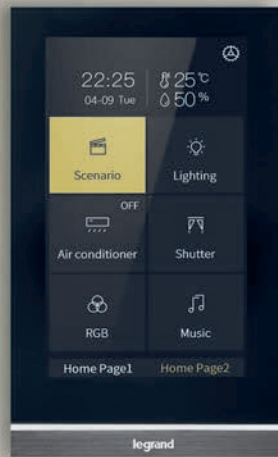 22:25
25℃
04-09 Tue
50%
Scenario
Lighting
OFF
Air conditioner
Shutter
RGB
Music
Home Page1
Home Page2
legrand